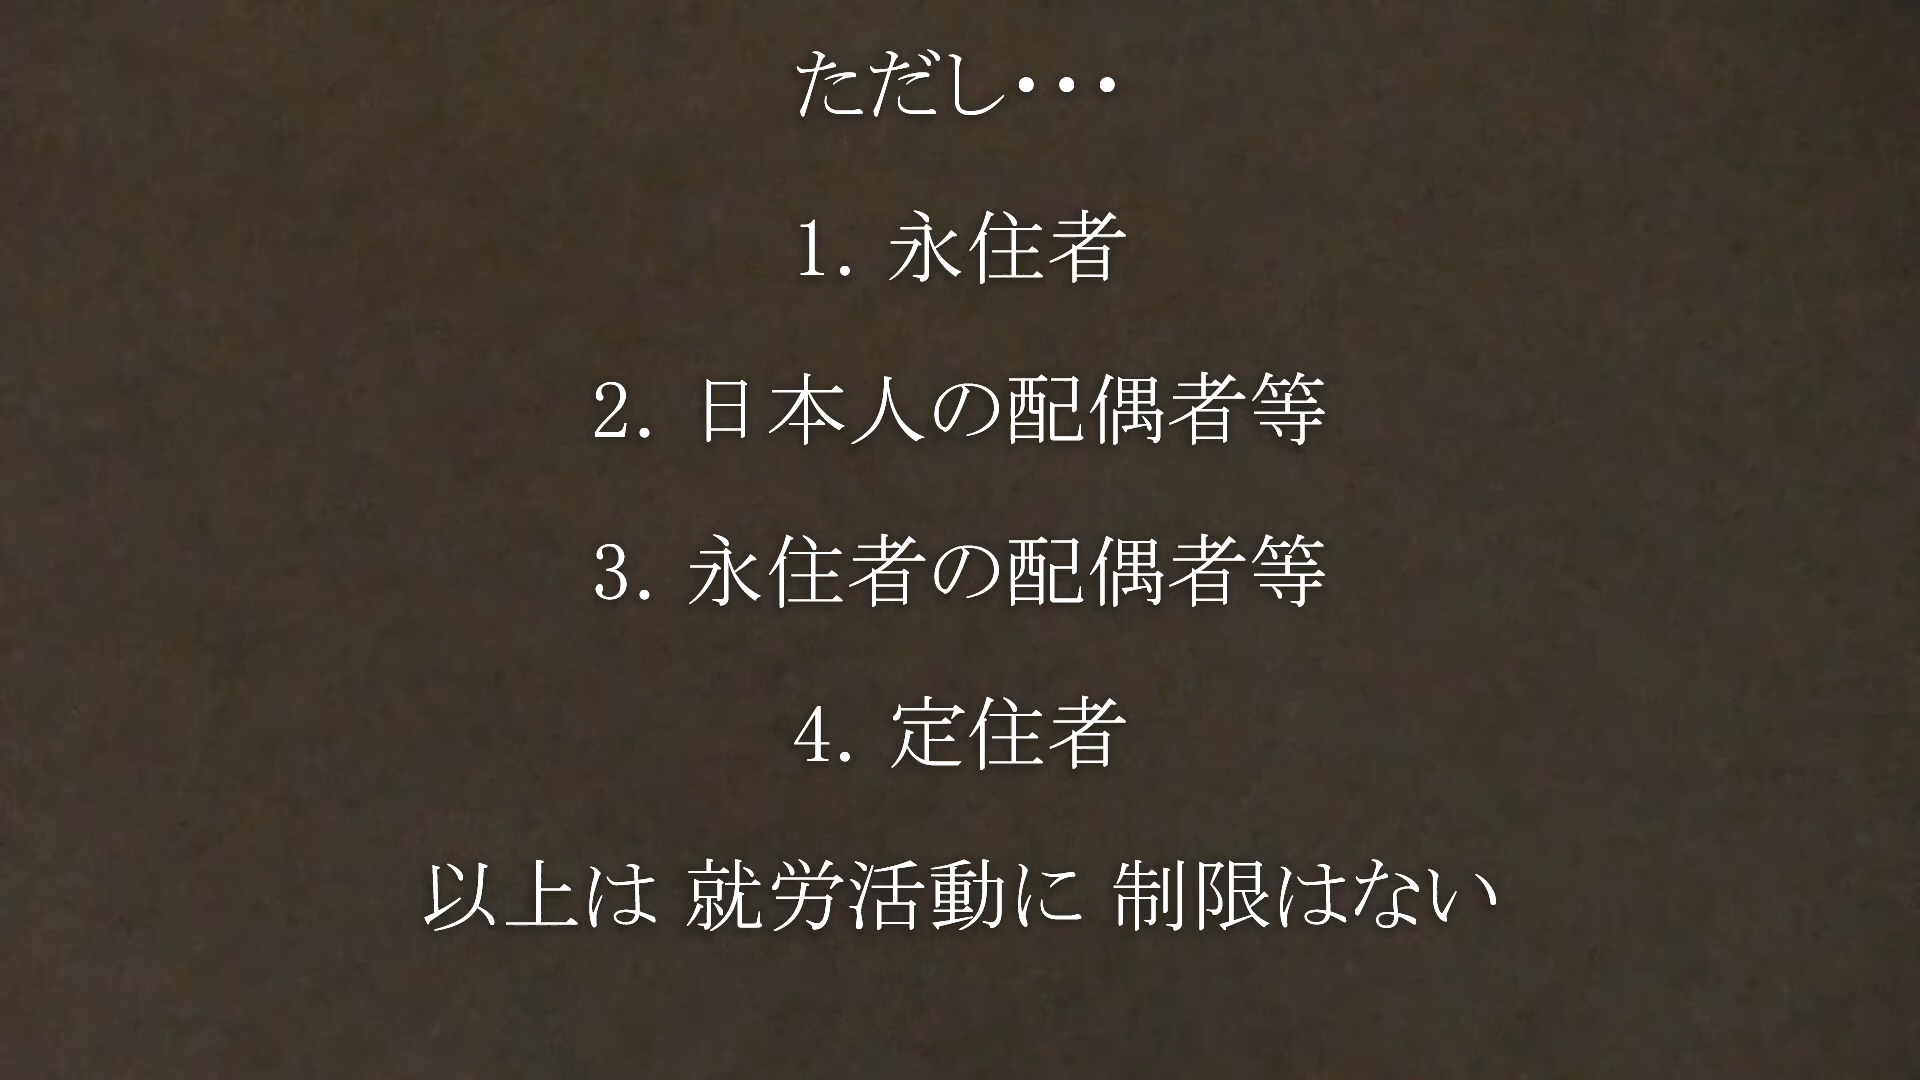 ただし・・・
1. 永住者
2. 日本人の配偶者等
3. 永住者の配偶者等
4. 定住者
以上は 就労活動に 制限はない